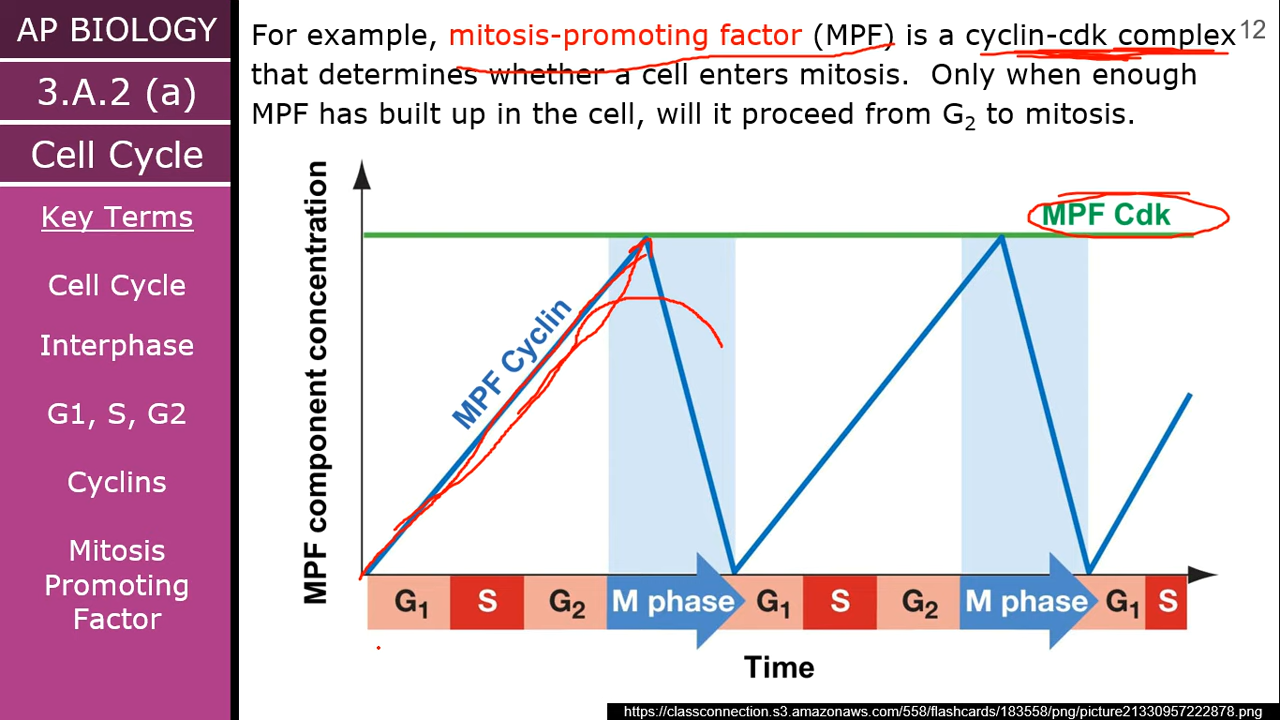 AP BIOLOGY
3.A.2 (a)
Cell Cycle
Key Terms
Cell Cycle
Interphase
G1, S, G2
Cyclins
Mitosis
Promoting
Factor
For example, mitosis-promoting factor (MPF) is a cyclin-cdk complex
12
that determines whether a cell enters mitosis. Only when enough
MPF has built up in the cell, will it proceed from G₂ to mitosis.
MPF component concentration
MPF Cdk
MPF Cyclin
G₁ S G₂ M phase G₁ S G₂ M phase G₁ S
Time
https://classconnection.s3.amazonaws.com/558/flashcards/183558/png/picture21330957222878.png